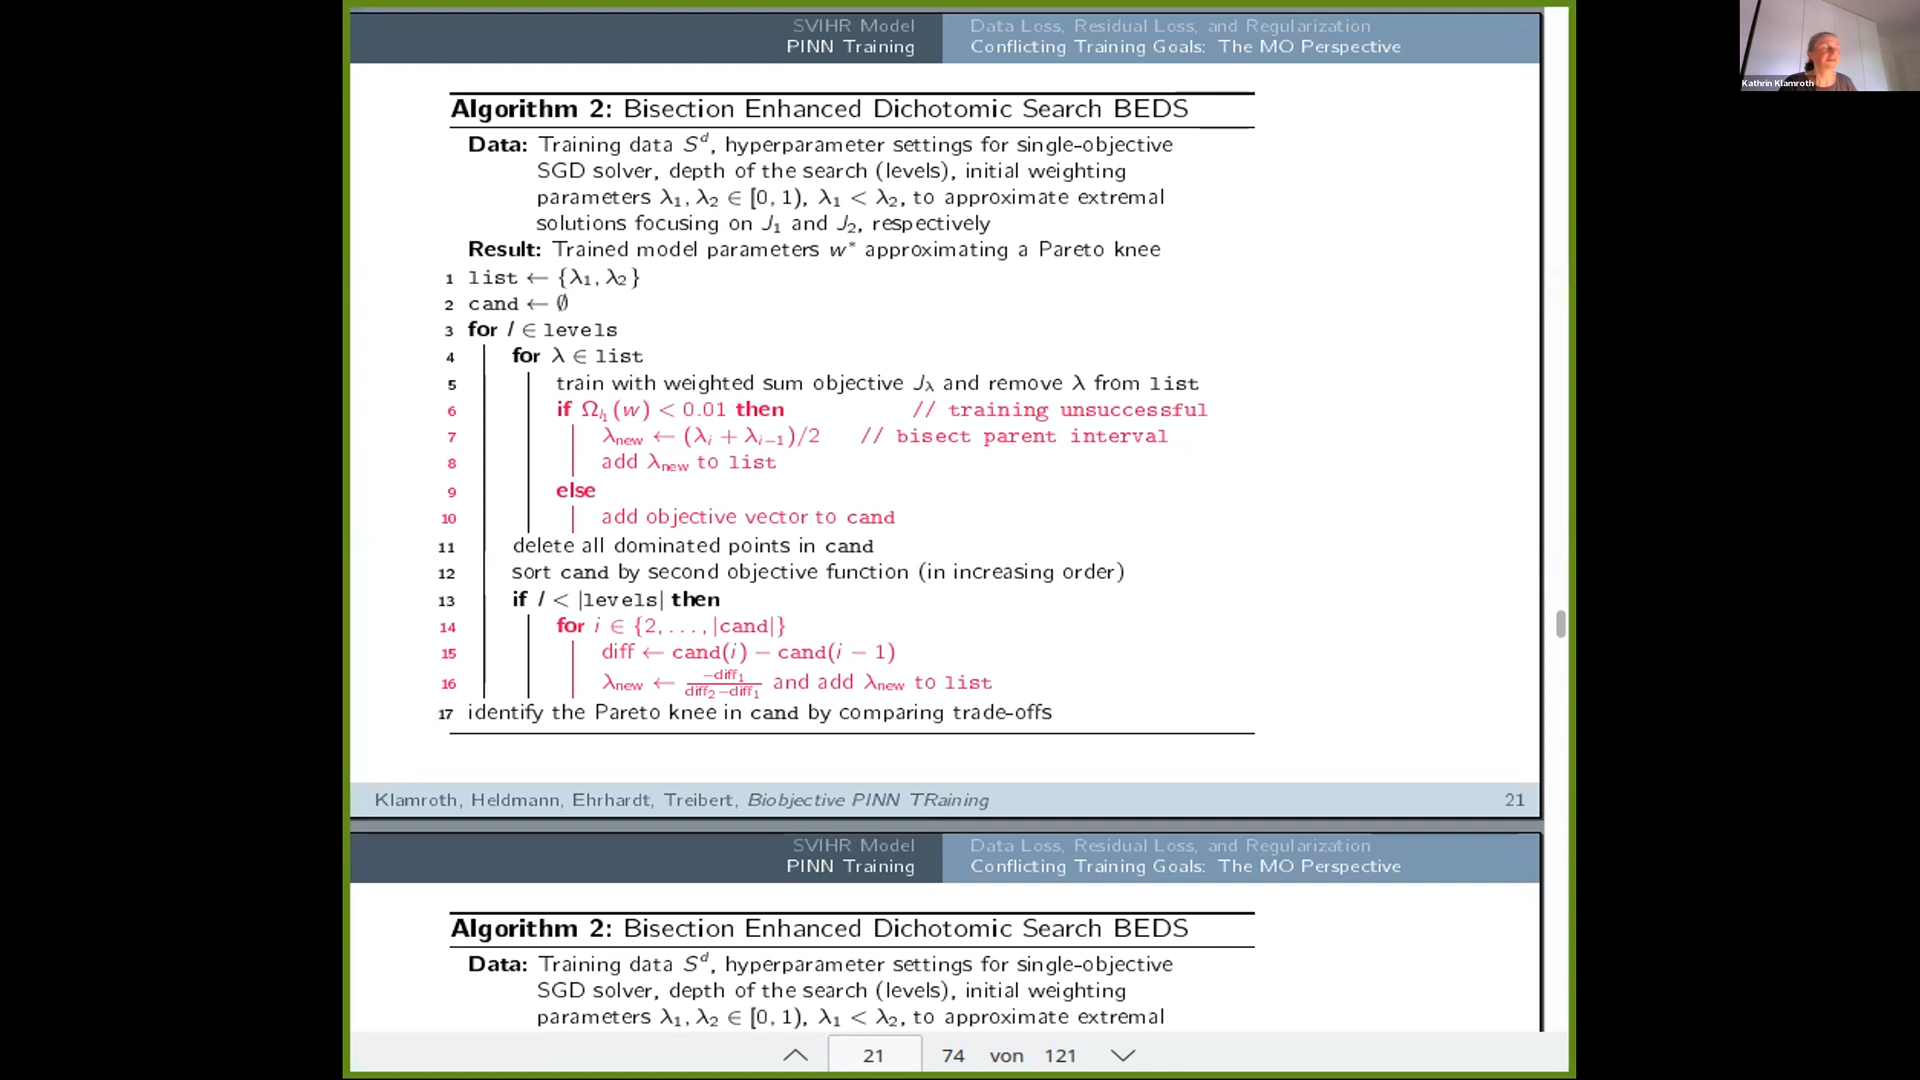 SVIHR Model
PINN Training
Data Loss, Residual Loss, and Regularization
Conflicting Training Goals: The MO Perspective
Kathrin Klamroth
Algorithm 2: Bisection Enhanced Dichotomic Search BEDS
Data: Training data S^d, hyperparameter settings for single-objective
SGD solver, depth of the search (levels), initial weighting
parameters λ₁, λ₂ ∈ [0, 1), λ₁ < λ₂, to approximate extremal
solutions focusing on J₁ and J₂, respectively
Result: Trained model parameters w* approximating a Pareto knee
1 list ← {λ₁, λ₂}
2 cand ← ∅
3 for l ∈ levels
4 for λ ∈ list
5 train with weighted sum objective J_λ and remove λ from list
6 if Ω_{l₁}(w) < 0.01 then // training unsuccessful
7 λ_new ← (λ_i + λ_{i−1})/2 // bisect parent interval
8 add λ_new to list
9 else
10 add objective vector to cand
11 delete all dominated points in cand
12 sort cand by second objective function (in increasing order)
13 if l < |levels| then
14 for i ∈ {2, ..., |cand|}
15 diff ← cand(i) − cand(i − 1)
16 λ_new ← −diff₁/(diff₂−diff₁) and add λ_new to list
17 identify the Pareto knee in cand by comparing trade-offs
Klamroth, Heldmann, Ehrhardt, Treibert, Biobjective PINN TRaining 21
SVIHR Model
PINN Training
Data Loss, Residual Loss, and Regularization
Conflicting Training Goals: The MO Perspective
Algorithm 2: Bisection Enhanced Dichotomic Search BEDS
Data: Training data S^d, hyperparameter settings for single-objective
SGD solver, depth of the search (levels), initial weighting
parameters λ₁, λ₂ ∈ [0, 1), λ₁ < λ₂, to approximate extremal
21 74 von 121